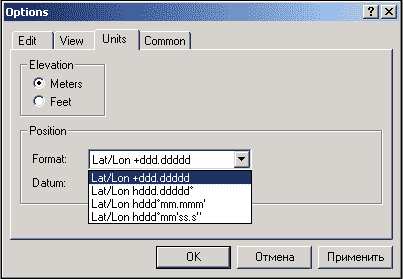 Options
Edit View Units Common
Elevation
Meters
Feet
Position
Format: Lat/Lon +ddd.ddddd
Datum: Lat/Lon +ddd.ddddd
Lat/Lon hddd.ddddd°
Lat/Lon hddd°mm.mmm'
Lat/Lon hddd°mm'ss.s"
OK Отмена Применить